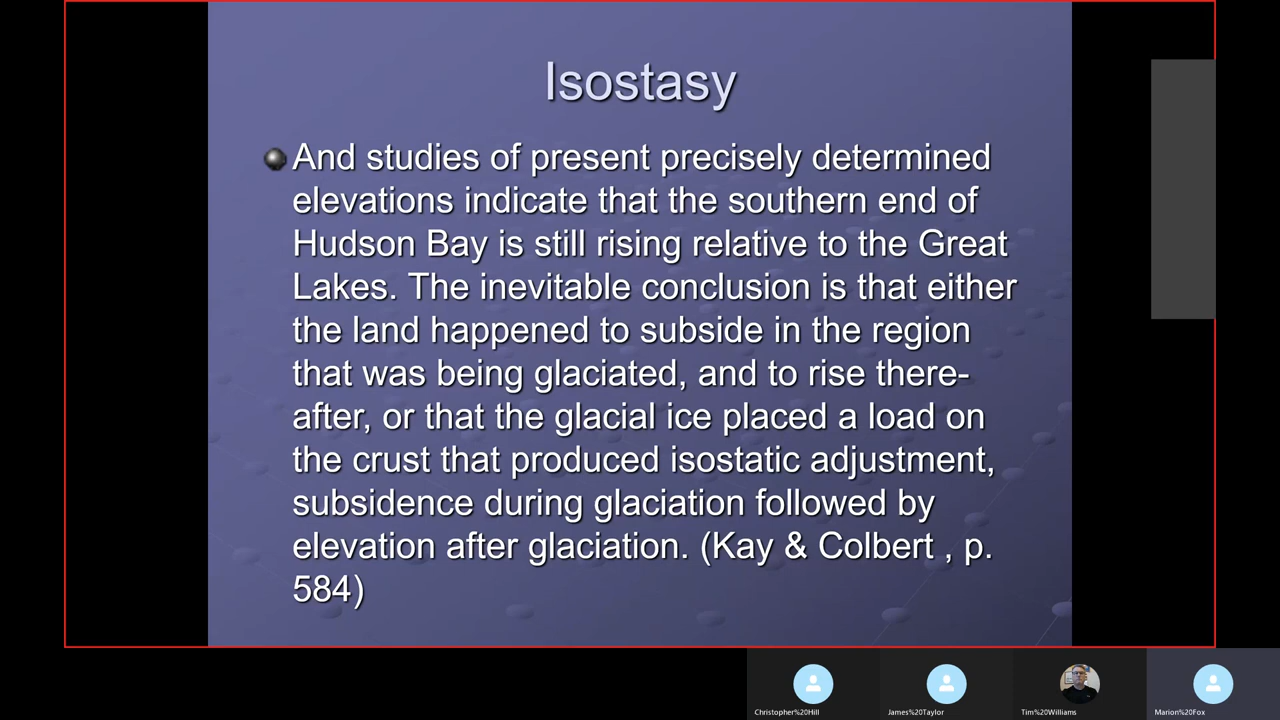 Isostasy
And studies of present precisely determined
elevations indicate that the southern end of
Hudson Bay is still rising relative to the Great
Lakes. The inevitable conclusion is that either
the land happened to subside in the region
that was being glaciated, and to rise there-
after, or that the glacial ice placed a load on
the crust that produced isostatic adjustment,
subsidence during glaciation followed by
elevation after glaciation. (Kay & Colbert , p.
584)
Christopher%20Hill
James%20Taylor
Tim%20Williams
Marion%20Fox